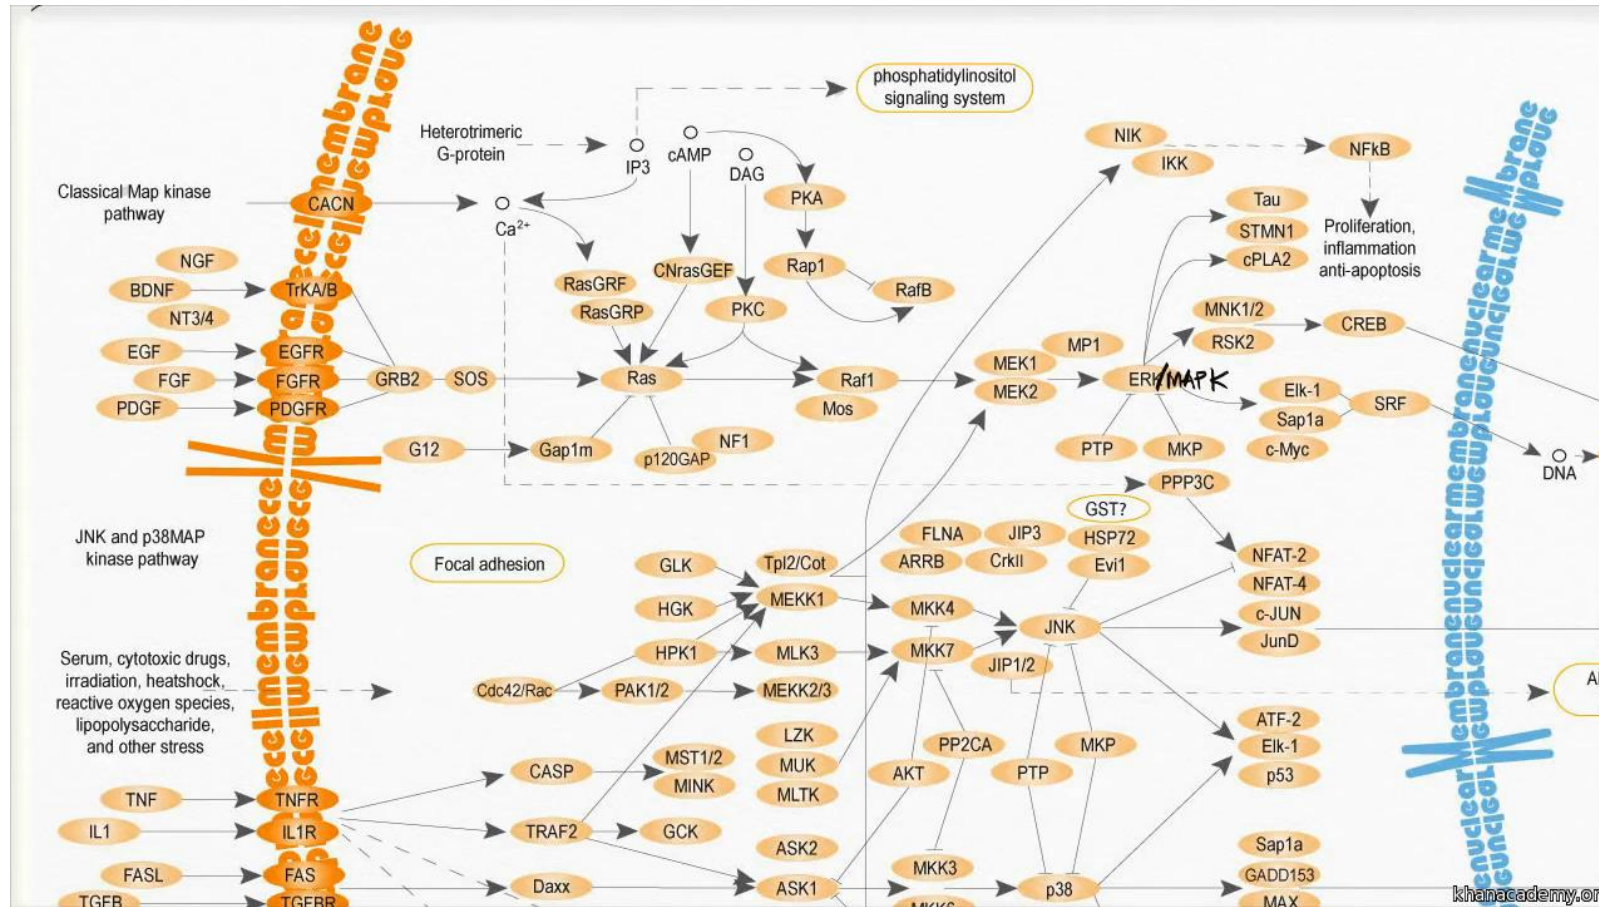 cell membrane
phosphatidylinositol
signaling system
Heterotrimeric
G-protein
IP3
cAMP
DAG
NIK
IKK
NFkB
nuclear membrane
Classical Map kinase
pathway
CACN
Ca2+
PKA
Tau
STMN1
cPLA2
Proliferation,
inflammation
anti-apoptosis
NGF
BDNF
NT3/4
TrKA/B
RasGRF
RasGRP
CNrasGEF
PKC
Rap1
RafB
MNK1/2
RSK2
CREB
EGF
EGFR
FGF
FGFR
PDGF
PDGFR
GRB2
SOS
Ras
Raf1
Mos
MEK1
MEK2
MP1
ERK/MAPK
Elk-1
Sap1a
c-Myc
SRF
G12
Gap1m
p120GAP
NF1
PTP
MKP
DNA
PPP3C
JNK and p38MAP
kinase pathway
Focal adhesion
GST?
FLNA
JIP3
HSP72
ARRB
CrkII
Evi1
NFAT-2
NFAT-4
c-JUN
JunD
GLK
HGK
HPK1
Tpl2/Cot
MEKK1
MLK3
MKK4
MKK7
JNK
JIP1/2
Serum, cytotoxic drugs,
irradiation, heatshock,
reactive oxygen species,
lipopolysaccharide,
and other stress
Cdc42/Rac
PAK1/2
MEKK2/3
LZK
MUK
MLTK
PP2CA
AKT
PTP
MKP
ATF-2
Elk-1
p53
CASP
MST1/2
MINK
TNF
TNFR
IL1
IL1R
TRAF2
GCK
ASK2
ASK1
MKK3
MKK6
p38
Sap1a
GADD153
MAX
FASL
FAS
Daxx
TGFB
TGFBR
khanacademy.or